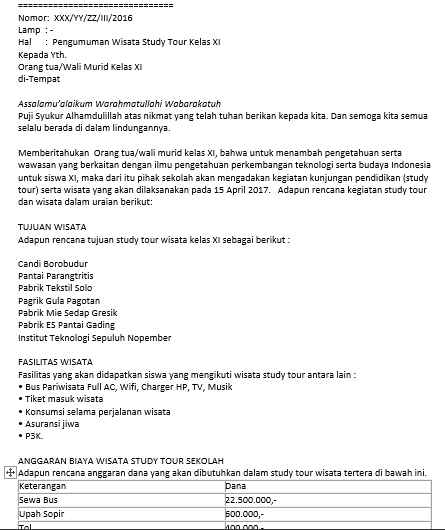 ================================
Nomor:  XXX/YY/ZZ/III/2016
Lamp  : -
Hal     :  Pengumuman Wisata Study Tour Kelas XI
Kepada Yth.
Orang tua/Wali Murid Kelas XI
di-Tempat
Assalamu'alaikum Warahmatullahi Wabarakatuh
Puji Syukur Alhamdulillah atas nikmat yang telah tuhan berikan kepada kita. Dan semoga kita semua
selalu berada di dalam lindungannya.
Memberitahukan  Orang tua/wali murid kelas XI, bahwa untuk menambah pengetahuan serta
wawasan yang berkaitan dengan ilmu pengetahuan perkembangan teknologi serta budaya Indonesia
untuk siswa XI, maka dari itu pihak sekolah akan mengadakan kegiatan kunjungan pendidikan (study
tour) serta wisata yang akan dilaksanakan pada 15 April 2017.   Adapun rencana kegiatan study tour
dan wisata dalam uraian berikut:
TUJUAN WISATA
Adapun rencana tujuan study tour wisata kelas XI sebagai berikut :
Candi Borobudur
Pantai Parangtritis
Pabrik Tekstil Solo
Pagrik Gula Pagotan
Pabrik Mie Sedap Gresik
Pabrik ES Pantai Gading
Institut Teknologi Sepuluh Nopember
FASILITAS WISATA
Fasilitas yang akan didapatkan siswa yang mengikuti wisata study tour antara lain :
• Bus Pariwisata Full AC, Wifi, Charger HP, TV, Musik
• Tiket masuk wisata
• Konsumsi selama perjalanan wisata
• Asuransi jiwa
• P3K.
ANGGARAN BIAYA WISATA STUDY TOUR SEKOLAH
Adapun rencana anggaran dana yang akan dibutuhkan dalam study tour wisata tertera di bawah ini.
Keterangan Dana
Sewa Bus 22.500.000,-
Upah Sopir 600.000,-
Tol 400.000,-